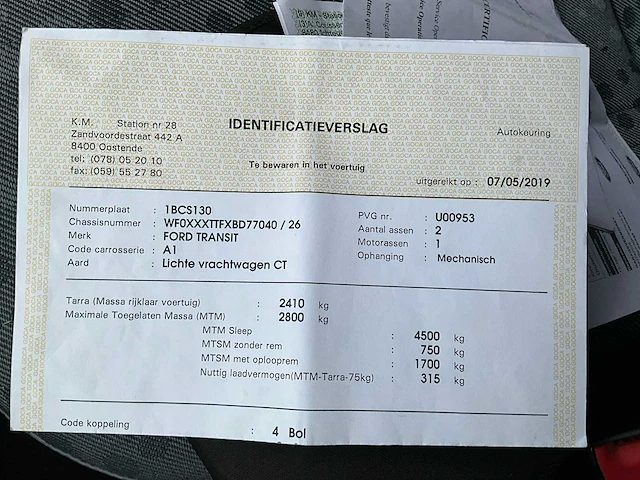 IDENTIFICATIEVERSLAG
K.M. Station nr 28
Zandvoordestraat 442 A
8400 Oostende
tel: (078) 05 20 10
fax: (059) 55 27 80
Autokeuring
Te bewaren in het voertuig
uitgereikt op : 07/05/2019
Nummerplaat : 1BCS130
Chassisnummer : WF0XXXTTFXBD77040 / 26
Merk : FORD TRANSIT
Code carrosserie : A1
Aard : Lichte vrachtwagen CT
PVG nr. : U00953
Aantal assen : 2
Motorassen : 1
Ophanging : Mechanisch
Tarra (Massa rijklaar voertuig) : 2410 kg
Maximale Toegelaten Massa (MTM) : 2800 kg
MTM Sleep : 4500 kg
MTSM zonder rem : 750 kg
MTSM met oplooprem : 1700 kg
Nuttig laadvermogen(MTM-Tarra-75kg) : 315 kg
Code koppeling : 4 Bol